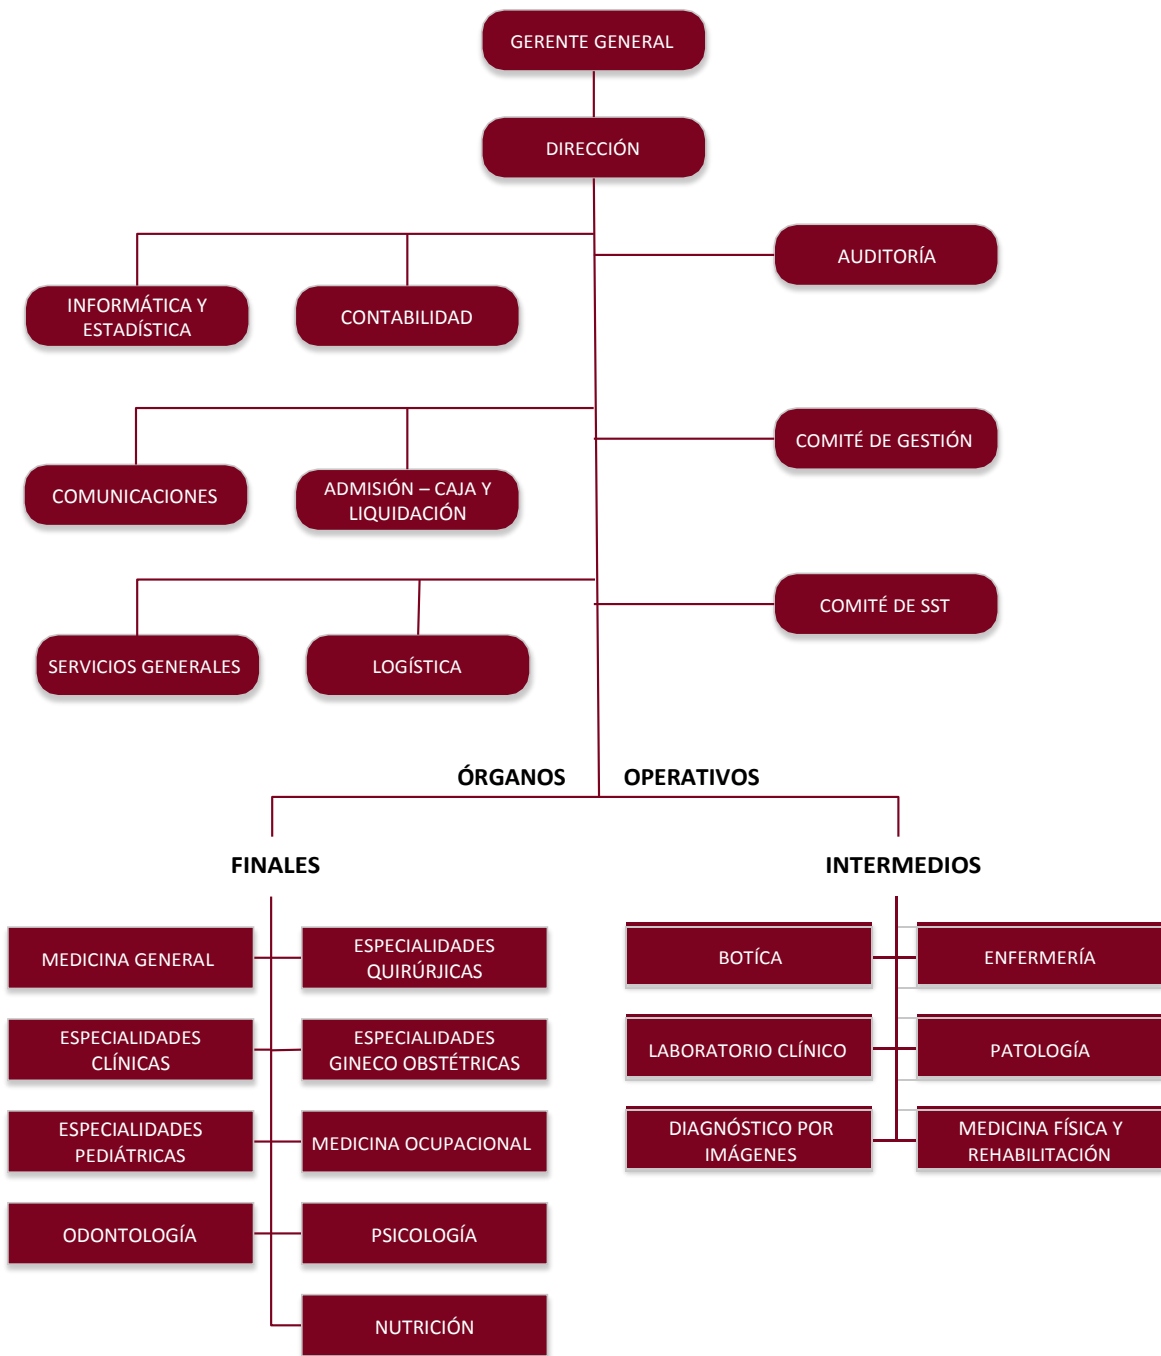 GERENTE GENERAL
DIRECCIÓN
AUDITORÍA
INFORMÁTICA Y
ESTADÍSTICA
CONTABILIDAD
COMITÉ DE GESTIÓN
COMUNICACIONES
ADMISIÓN – CAJA Y
LIQUIDACIÓN
COMITÉ DE SST
SERVICIOS GENERALES
LOGÍSTICA
ÓRGANOS OPERATIVOS
FINALES
INTERMEDIOS
MEDICINA GENERAL
ESPECIALIDADES
QUIRÚRJICAS
ESPECIALIDADES
CLÍNICAS
ESPECIALIDADES
GINECO OBSTÉTRICAS
ESPECIALIDADES
PEDIÁTRICAS
MEDICINA OCUPACIONAL
ODONTOLOGÍA
PSICOLOGÍA
NUTRICIÓN
BOTÍCA
ENFERMERÍA
LABORATORIO CLÍNICO
PATOLOGÍA
DIAGNÓSTICO POR
IMÁGENES
MEDICINA FÍSICA Y
REHABILITACIÓN